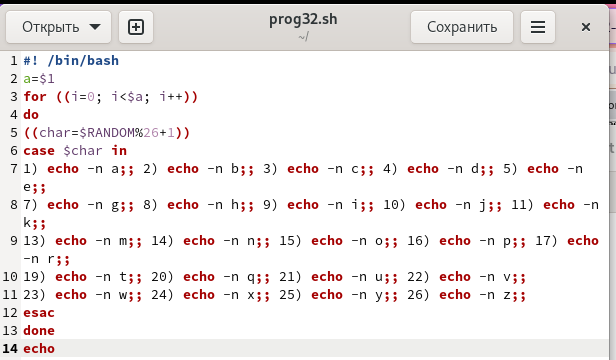 Открыть
prog32.sh
~/
Сохранить
1 #! /bin/bash
2 a=$1
3 for ((i=0; i<$a; i++))
4 do
5 ((char=$RANDOM%26+1))
6 case $char in
7 1) echo -n a;; 2) echo -n b;; 3) echo -n c;; 4) echo -n d;; 5) echo -n
e;;
8 7) echo -n g;; 8) echo -n h;; 9) echo -n i;; 10) echo -n j;; 11) echo -n
k;;
9 13) echo -n m;; 14) echo -n n;; 15) echo -n o;; 16) echo -n p;; 17) echo
-n r;;
10 19) echo -n t;; 20) echo -n q;; 21) echo -n u;; 22) echo -n v;;
11 23) echo -n w;; 24) echo -n x;; 25) echo -n y;; 26) echo -n z;;
12 esac
13 done
14 echo